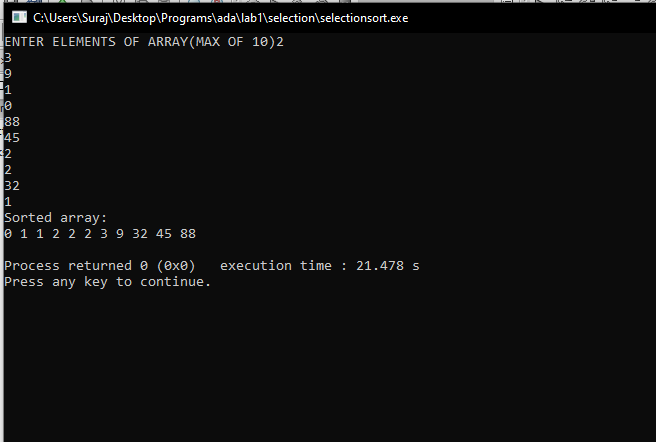 C:\Users\Suraj\Desktop\Programs\ada\lab1\selection\selectionsort.exe
ENTER ELEMENTS OF ARRAY(MAX OF 10)2
3
9
1
0
88
45
2
2
32
1
Sorted array:
0 1 1 2 2 2 3 9 32 45 88
Process returned 0 (0x0)   execution time : 21.478 s
Press any key to continue.